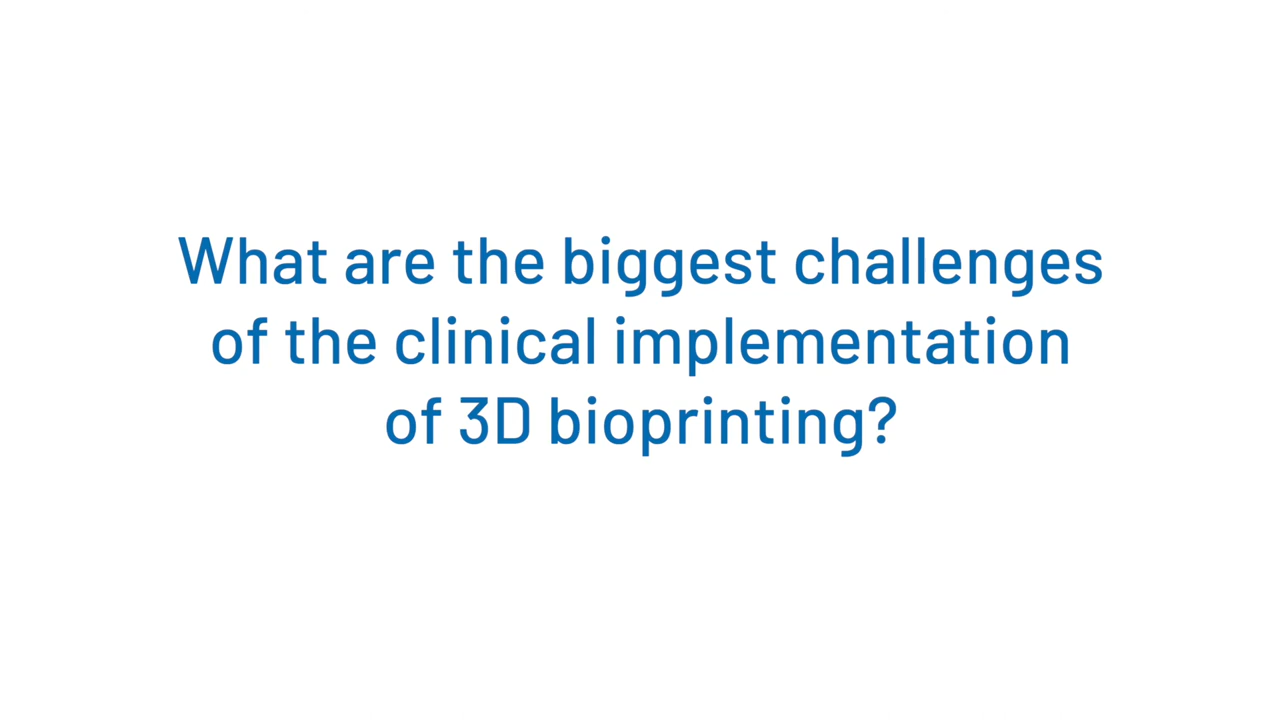 What are the biggest challenges
of the clinical implementation
of 3D bioprinting?